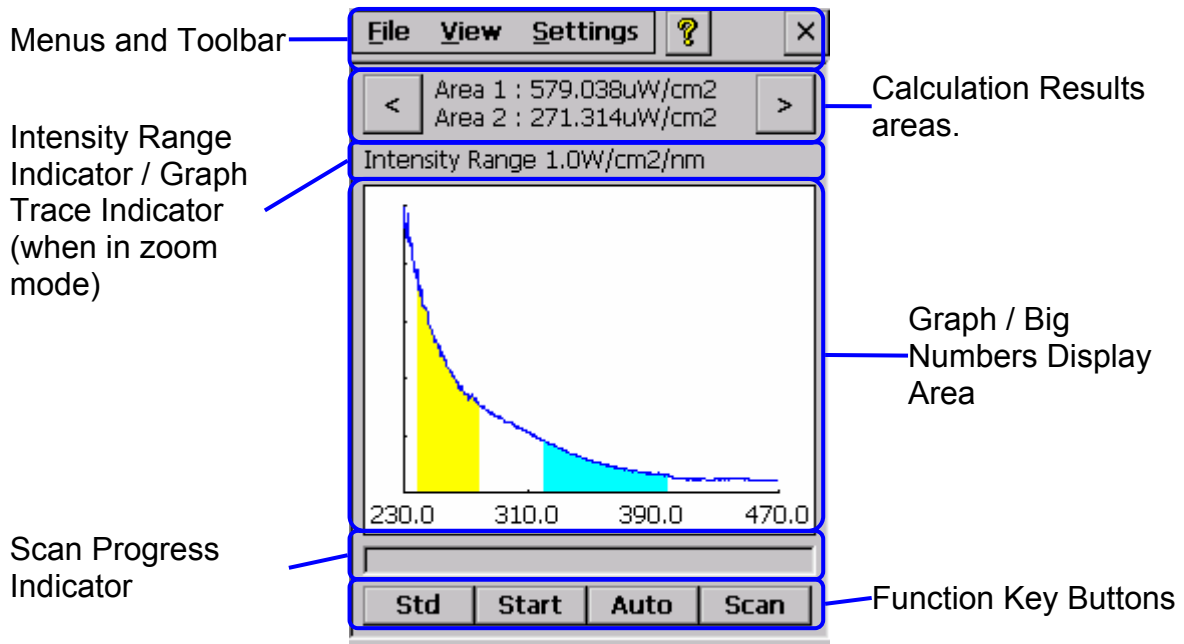 Menus and Toolbar
File View Settings ? ×
< Area 1 : 579.038uW/cm2 >
Area 2 : 271.314uW/cm2
Calculation Results
areas.
Intensity Range
Indicator / Graph
Trace Indicator
(when in zoom
mode)
Intensity Range 1.0W/cm2/nm
Graph / Big
Numbers Display
Area
230.0 310.0 390.0 470.0
Scan Progress
Indicator
Std Start Auto Scan
Function Key Buttons